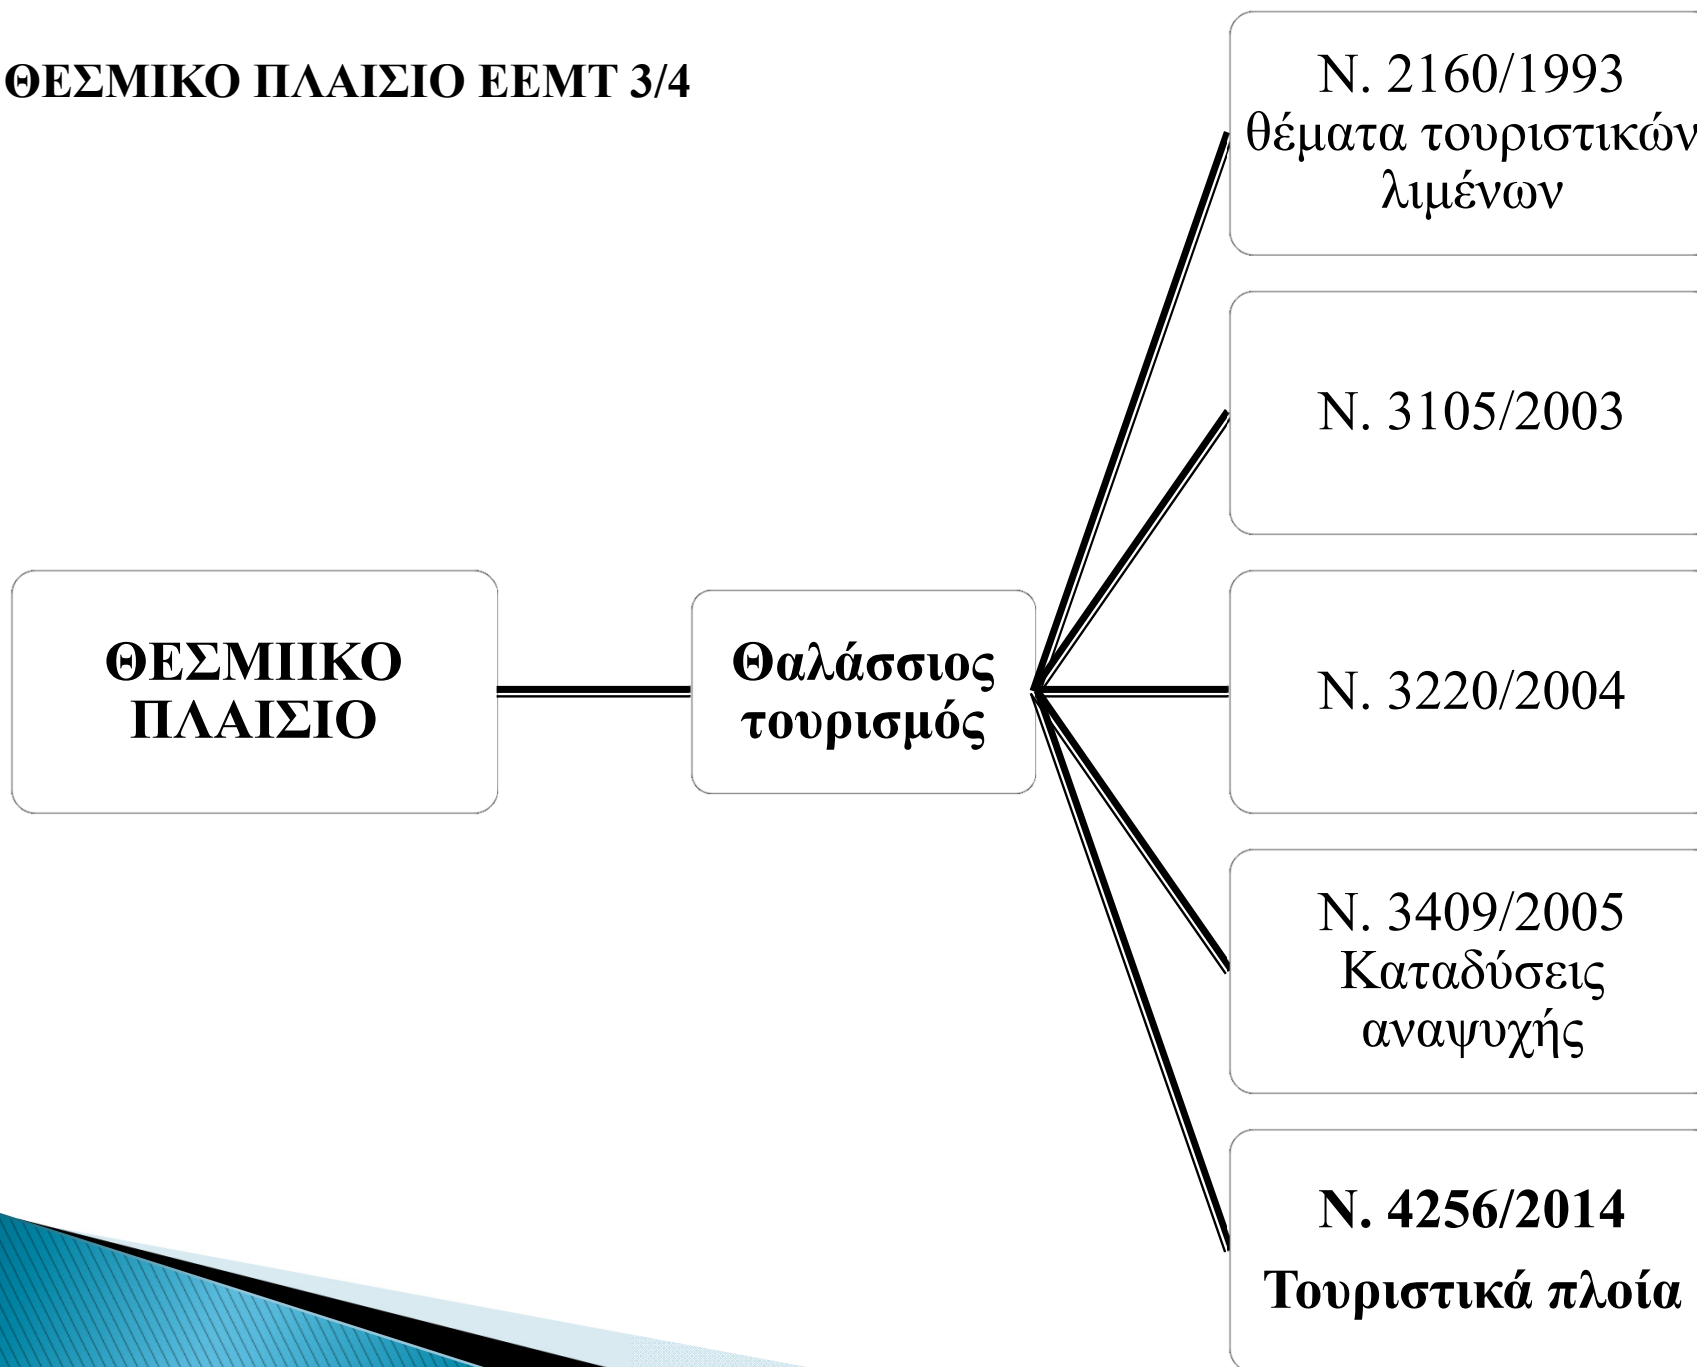 ΘΕΣΜΙΚΟ ΠΛΑΙΣΙΟ ΕΕΜΤ 3/4
ΘΕΣΜΙΙΚΟ
ΠΛΑΙΣΙΟ
Θαλάσσιος
τουρισμός
Ν. 2160/1993
θέματα τουριστικών
λιμένων
Ν. 3105/2003
Ν. 3220/2004
Ν. 3409/2005
Καταδύσεις
αναψυχής
Ν. 4256/2014
Τουριστικά πλοία